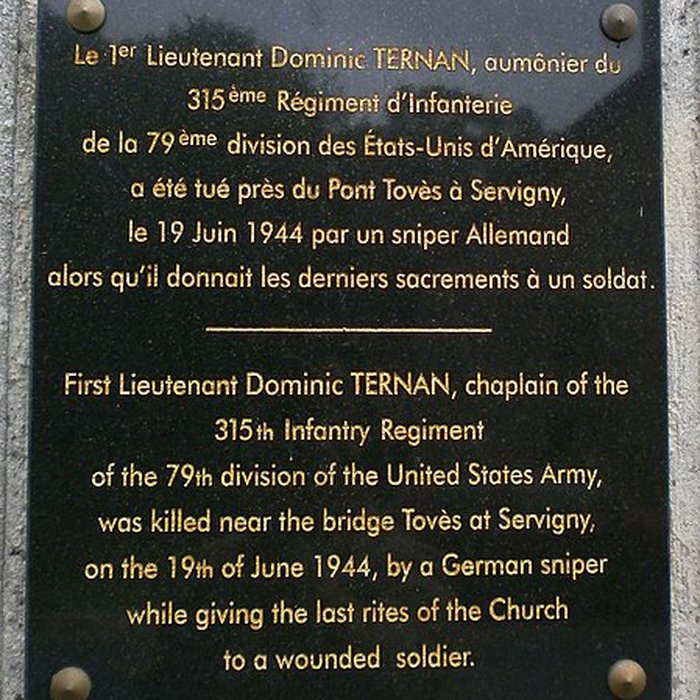 Le 1er Lieutenant Dominic TERNAN, aumônier du
315ème Régiment d'Infanterie
de la 79ème division des États-Unis d'Amérique,
a été tué près du Pont Tovès à Servigny,
le 19 Juin 1944 par un sniper Allemand
alors qu'il donnait les derniers sacrements à un soldat.
First Lieutenant Dominic TERNAN, chaplain of the
315th Infantry Regiment
of the 79th division of the United States Army,
was killed near the bridge Tovès at Servigny,
on the 19th of June 1944, by a German sniper
while giving the last rites of the Church
to a wounded soldier.